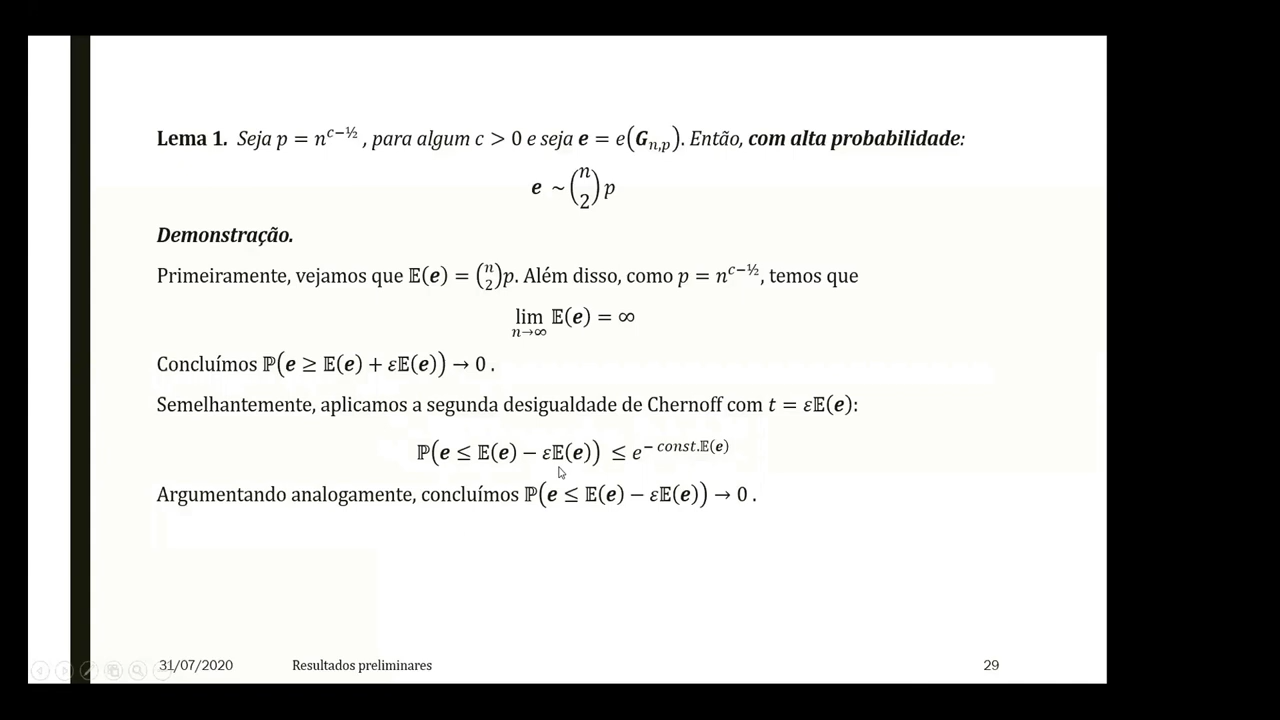 Lema 1. Seja p = n^{c−½} , para algum c > 0 e seja e = e(G_{n,p}). Então, com alta probabilidade:
e ~ \binom{n}{2} p
Demonstração.
Primeiramente, vejamos que 𝔼(e) = \binom{n}{2} p. Além disso, como p = n^{c−½}, temos que
lim_{n→∞} 𝔼(e) = ∞
Concluímos ℙ(e ≥ 𝔼(e) + ε𝔼(e)) → 0 .
Semelhantemente, aplicamos a segunda desigualdade de Chernoff com t = ε𝔼(e):
ℙ(e ≤ 𝔼(e) − ε𝔼(e)) ≤ e^{− const.𝔼(e)}
Argumentando analogamente, concluímos ℙ(e ≤ 𝔼(e) − ε𝔼(e)) → 0 .
31/07/2020 Resultados preliminares 29